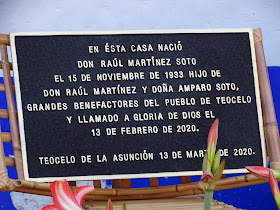 EN ÉSTA CASA NACIÓ
DON RAÚL MARTÍNEZ SOTO
EL 15 DE NOVIEMBRE DE 1933 HIJO DE
DON RAÚL MARTÍNEZ Y DOÑA AMPARO SOTO,
GRANDES BENEFACTORES DEL PUEBLO DE TEOCELO
Y LLAMADO A GLORIA DE DIOS EL
13 DE FEBRERO DE 2020.
TEOCELO DE LA ASUNCIÓN 13 DE MARZO DE 2020.